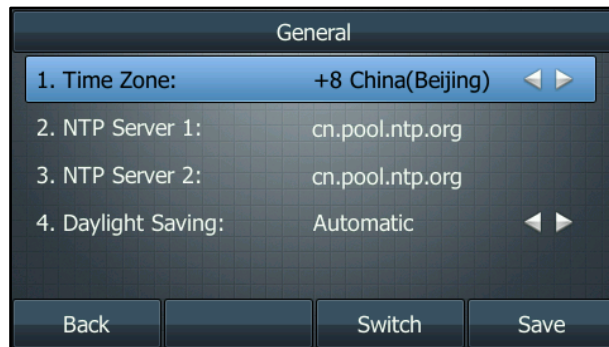 General
1. Time Zone: +8 China(Beijing)
2. NTP Server 1: cn.pool.ntp.org
3. NTP Server 2: cn.pool.ntp.org
4. Daylight Saving: Automatic
Back Switch Save